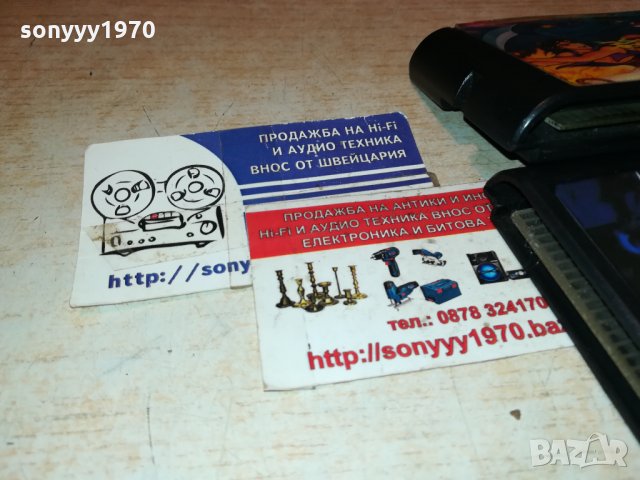 sonyyy1970
ПРОДАЖБА НА Hi-Fi
И АУДИО ТЕХНИКА
ВНОС ОТ ШВЕЙЦАРИЯ
http://sony
ПРОДАЖБА НА АНТИКИ И
Hi-Fi И АУДИО ТЕХНИКА ВНОС ОТ
ЕЛЕКТРОНИКА И БИТОВА
тел.: 0878 324170
http://sonyyy1970.ba
BAZAR